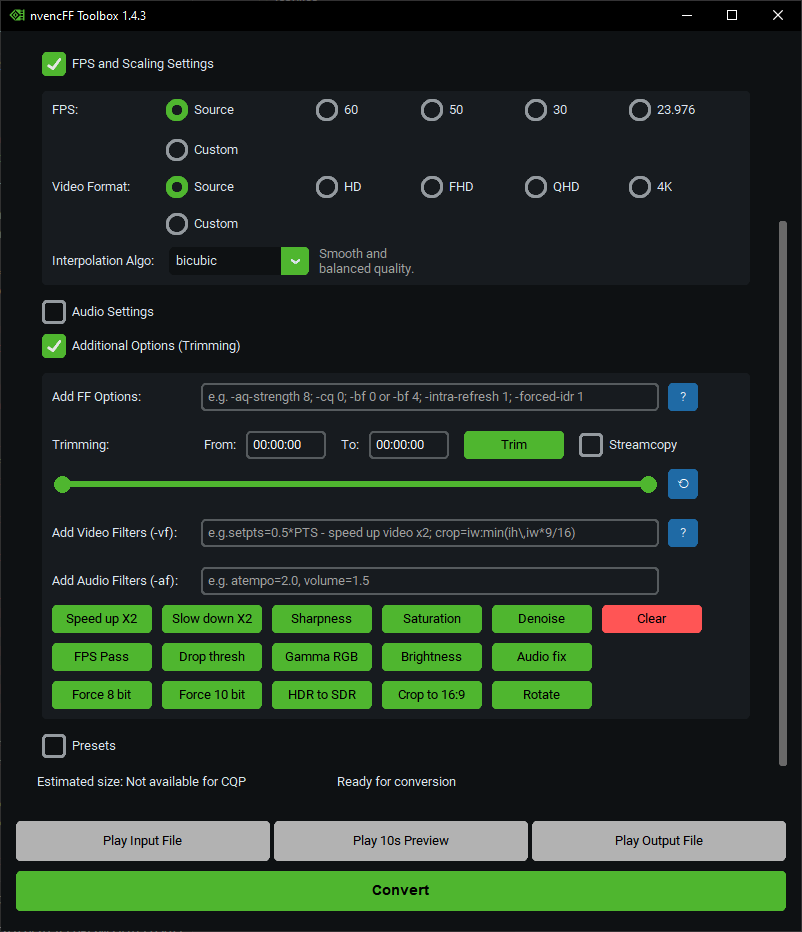 nvencFF Toolbox 1.4.3
FPS and Scaling Settings
FPS: Source 60 50 30 23.976
Custom
Video Format: Source HD FHD QHD 4K
Custom
Interpolation Algo: bicubic
Smooth and
balanced quality.
Audio Settings
Additional Options (Trimming)
Add FF Options: e.g. -aq-strength 8; -cq 0; -bf 0 or -bf 4; -intra-refresh 1; -forced-idr 1 ?
Trimming: From: 00:00:00 To: 00:00:00 Trim Streamcopy
Add Video Filters (-vf): e.g.setpts=0.5*PTS - speed up video x2; crop=iw:min(ih\,iw*9/16) ?
Add Audio Filters (-af): e.g. atempo=2.0, volume=1.5
Speed up X2 Slow down X2 Sharpness Saturation Denoise Clear
FPS Pass Drop thresh Gamma RGB Brightness Audio fix
Force 8 bit Force 10 bit HDR to SDR Crop to 16:9 Rotate
Presets
Estimated size: Not available for CQP Ready for conversion
Play Input File Play 10s Preview Play Output File
Convert